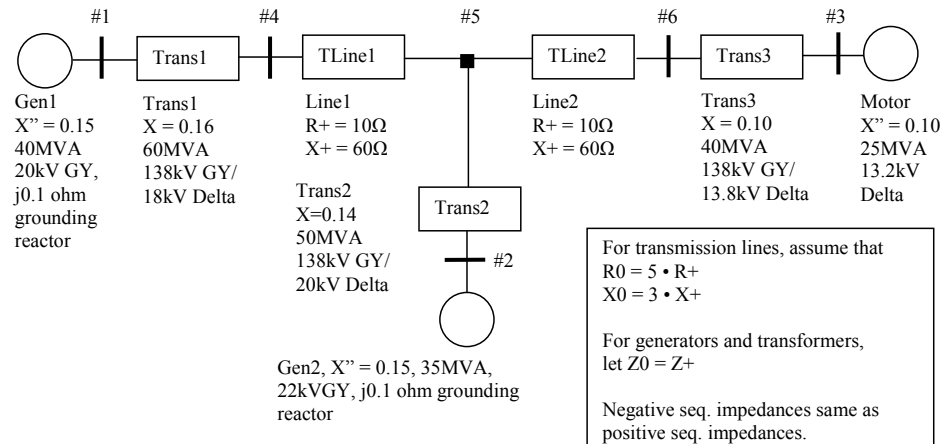 #1
#4
#5
#6
#3
Trans1
TLine1
TLine2
Trans3
Gen1
X” = 0.15
40MVA
20kV GY,
j0.1 ohm
grounding
reactor
Trans1
X = 0.16
60MVA
138kV GY/
18kV Delta
Line1
R+ = 10Ω
X+ = 60Ω
Line2
R+ = 10Ω
X+ = 60Ω
Trans3
X = 0.10
40MVA
138kV GY/
13.8kV Delta
Motor
X” = 0.10
25MVA
13.2kV
Delta
Trans2
X=0.14
50MVA
138kV GY/
20kV Delta
Trans2
#2
Gen2, X” = 0.15, 35MVA,
22kVGY, j0.1 ohm grounding
reactor
For transmission lines, assume that
R0 = 5 • R+
X0 = 3 • X+
For generators and transformers,
let Z0 = Z+
Negative seq. impedances same as
positive seq. impedances.